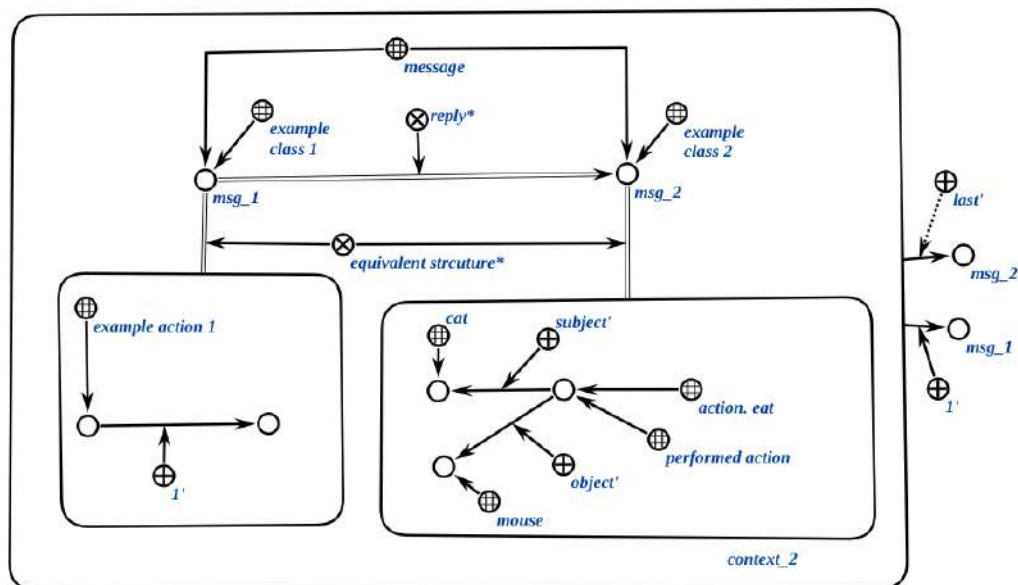 message
example
class 1
reply*
example
class 2
msg_1
msg_2
last'
equivalent strcuture*
msg_2
example action 1
cat
subject'
msg_1
action. eat
1'
performed action
object'
1'
mouse
context_2